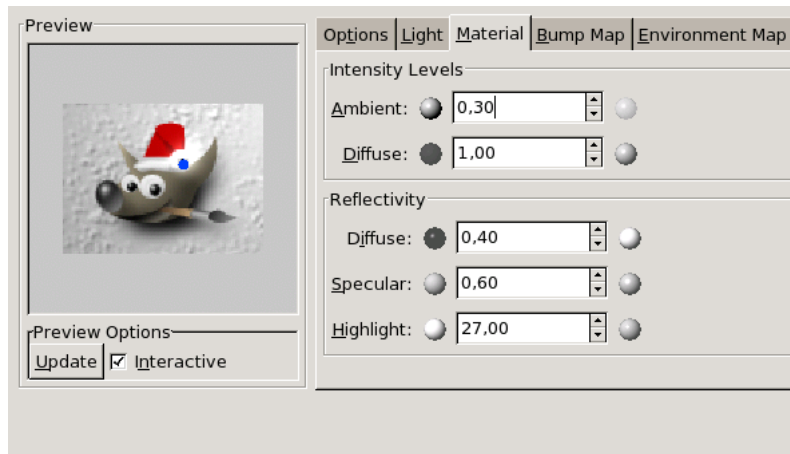 Preview
Options Light Material Bump Map Environment Map
Intensity Levels
Ambient: 0,30
Diffuse: 1,00
Reflectivity
Diffuse: 0,40
Specular: 0,60
Highlight: 27,00
Preview Options
Update Interactive